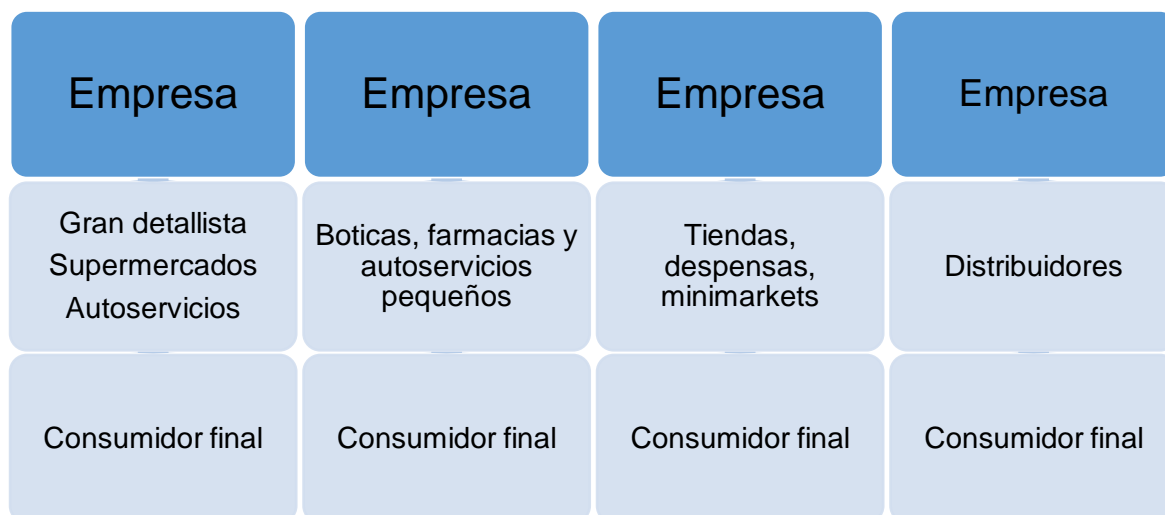 Empresa
Empresa
Empresa
Empresa
Gran detallista
Supermercados
Autoservicios
Boticas, farmacias y
autoservicios
pequeños
Tiendas,
despensas,
minimarkets
Distribuidores
Consumidor final
Consumidor final
Consumidor final
Consumidor final